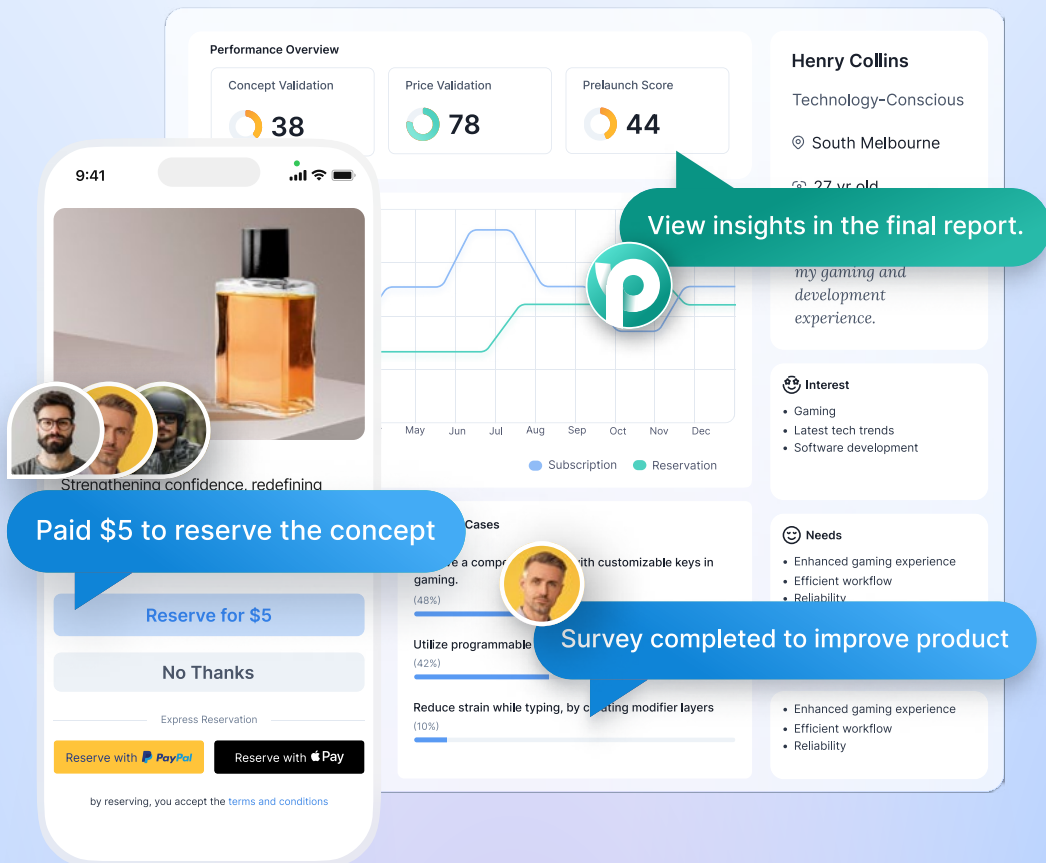 Performance Overview
Concept Validation
38
Price Validation
78
Prelaunch Score
44
Henry Collins
Technology-Conscious
South Melbourne
27 yr old
View insights in the final report.
my gaming and
development
experience.
9:41
May Jun Jul Aug Sep Oct Nov Dec
Subscription
Reservation
Interest
• Gaming
• Latest tech trends
• Software development
Strengthening confidence, redefining
Paid $5 to reserve the concept
Reserve for $5
No Thanks
Express Reservation
Reserve with PayPal
Reserve with Pay
by reserving, you accept the terms and conditions
Cases
a with customizable keys in
gaming.
(48%)
Utilize programmable
(42%)
Reduce strain while typing, by creating modifier layers
(10%)
Survey completed to improve product
Needs
• Enhanced gaming experience
• Efficient workflow
• Reliability
• Enhanced gaming experience
• Efficient workflow
• Reliability